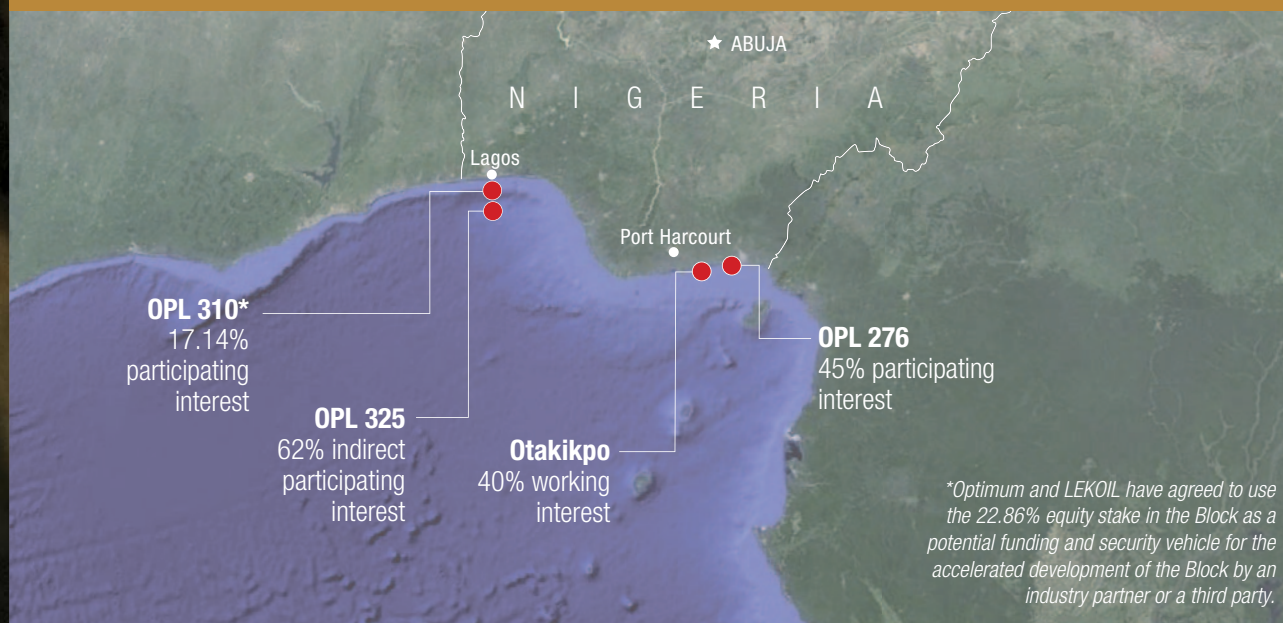 ABUJA
N I G E R I A
Lagos
Port Harcourt
OPL 310*
17.14%
participating
interest
OPL 325
62% indirect
participating
interest
Otakikpo
40% working
interest
OPL 276
45% participating
interest
*Optimum and LEKOIL have agreed to use
the 22.86% equity stake in the Block as a
potential funding and security vehicle for the
accelerated development of the Block by an
industry partner or a third party.